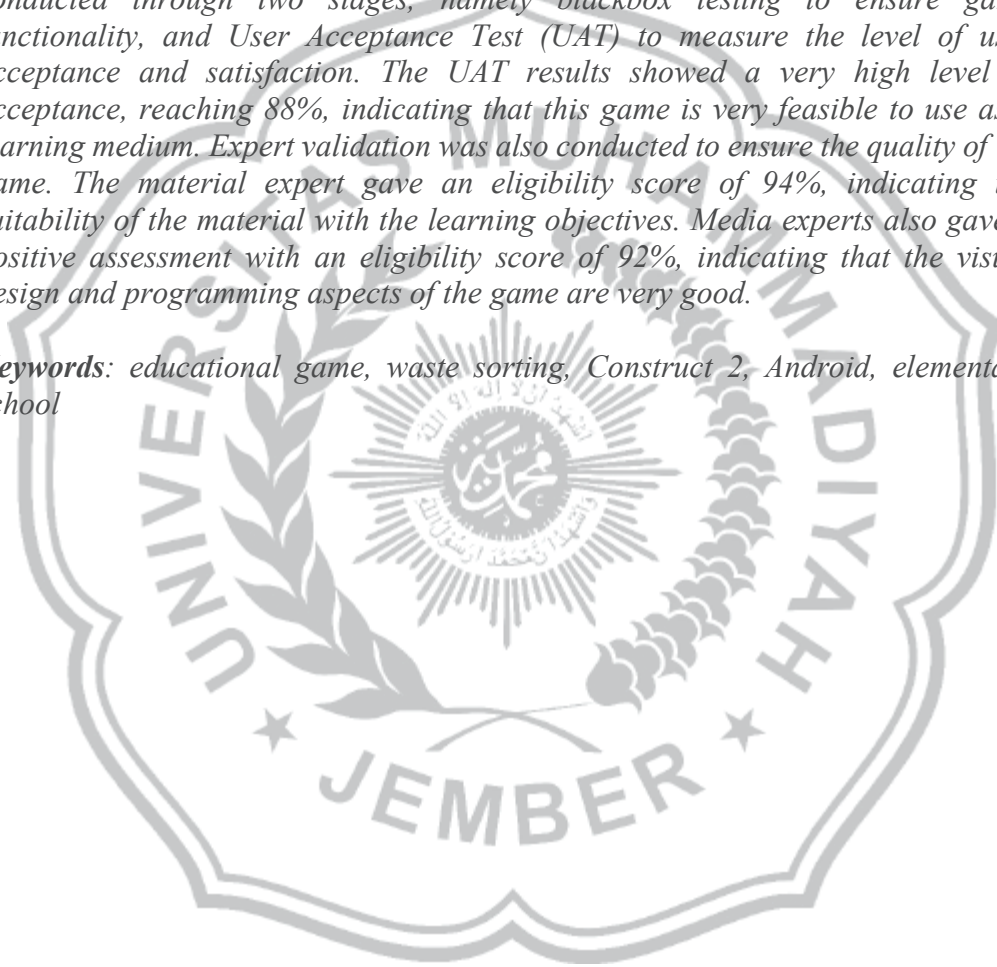 onducted through two stages, namely blackbox testing to ensure ga
nctionality, and User Acceptance Test (UAT) to measure the level of us
cceptance and satisfaction. The UAT results showed a very high level
cceptance, reaching 88%, indicating that this game is very feasible to use as
arning medium. Expert validation was also conducted to ensure the quality of
ame. The material expert gave an eligibility score of 94%, indicating
uitability of the material with the learning objectives. Media experts also gave
ositive assessment with an eligibility score of 92%, indicating that the visu
esign and programming aspects of the game are very good.
eywords: educational game, waste sorting, Construct 2, Android, elementa
chool
UNIVERSITAS MUHAMMADIYAH
JEMBER